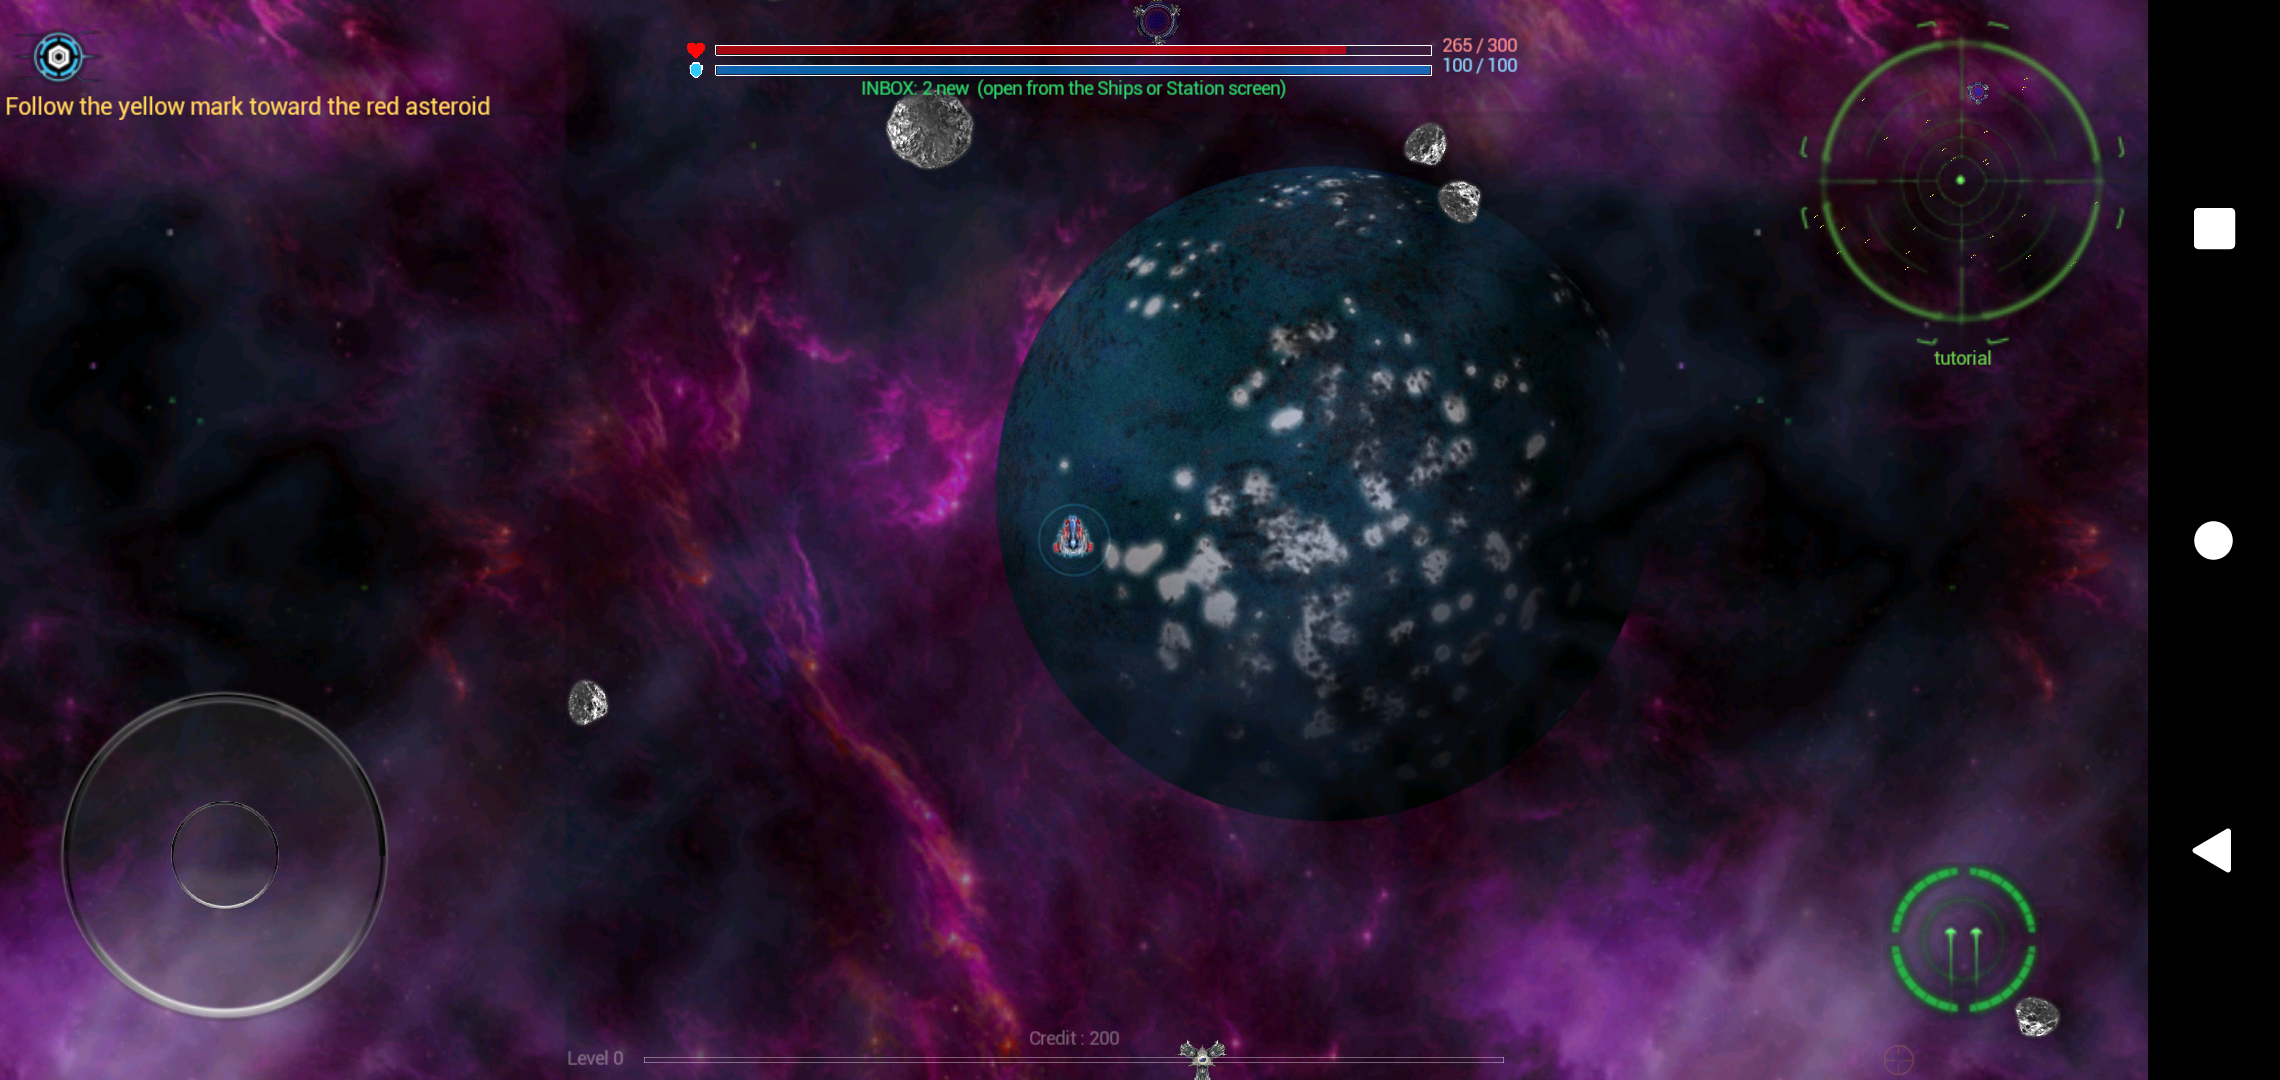 265 / 300
100 / 100
INBOX: 2 new (open from the Ships or Station screen)
Follow the yellow mark toward the red asteroid
tutorial
Credit : 200
Level 0